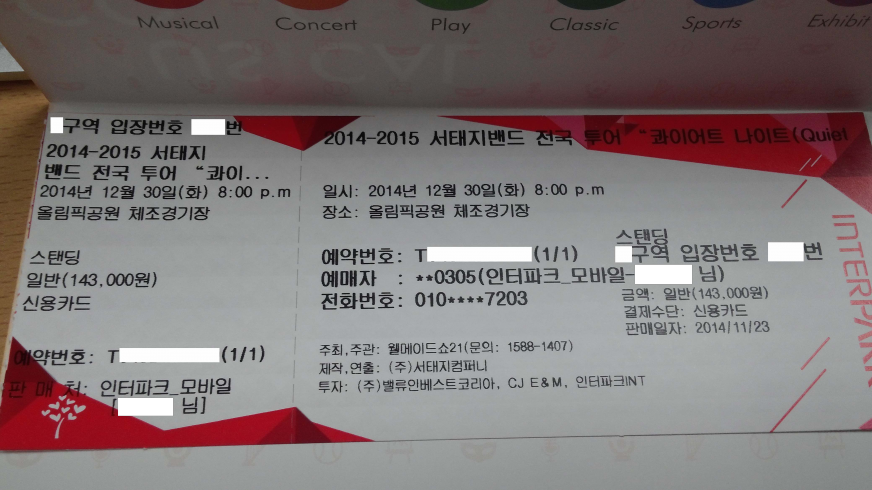 Musical Concert Play Classic Sports Exhibit
MUSICAL
구역 입장번호 번
2014-2015 서태지
밴드 전국 투어 “콰이...
2014년 12월 30일(화) 8:00 p.m
올림픽공원 체조경기장
스탠딩
일반(143,000원)
신용카드
예약번호: T (1/1)
판 매 처: 인터파크_모바일
[ 님]
2014-2015 서태지밴드 전국 투어 “콰이어트 나이트(Quiet
일시: 2014년 12월 30일(화) 8:00 p.m
장소: 올림픽공원 체조경기장
스탠딩
구역 입장번호 번
예약번호: T (1/1)
예매자 : **0305(인터파크_모바일- 님)
전화번호: 010****7203
금액: 일반(143,000원)
결제수단: 신용카드
판매일자: 2014/11/23
주최,주관: 웰메이드쇼21(문의: 1588-1407)
제작,연출: (주)서태지컴퍼니
투자: (주)밸류인베스트코리아, CJ E&M, 인터파크INT
INTERPARK